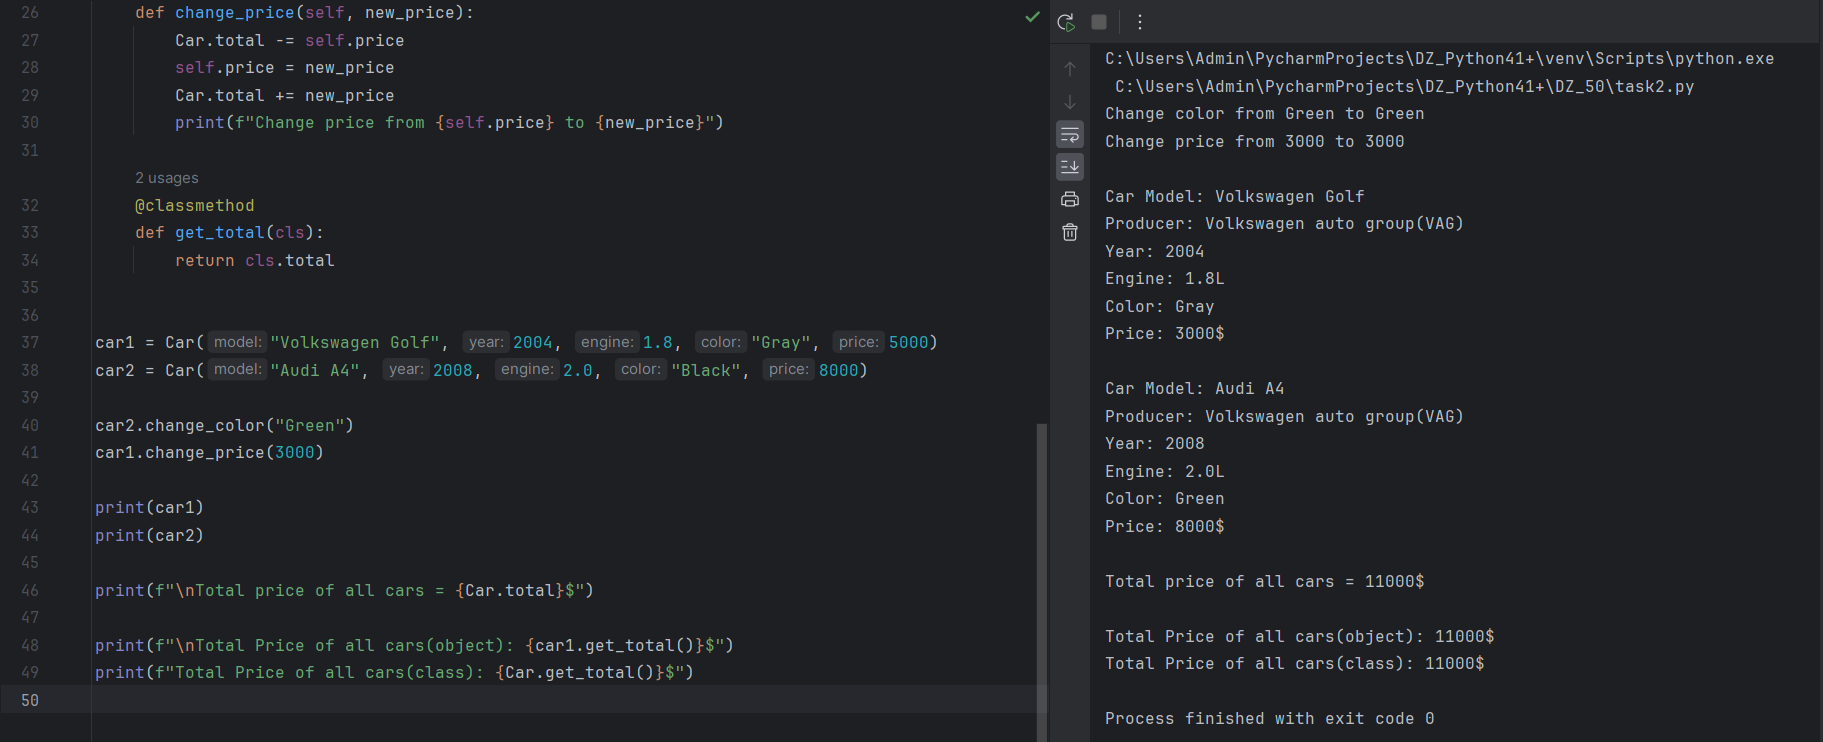 26 def change_price(self, new_price):
27 Car.total -= self.price
28 self.price = new_price
29 Car.total += new_price
30 print(f"Change price from {self.price} to {new_price}")
31
2 usages
32 @classmethod
33 def get_total(cls):
34 return cls.total
35
36
37 car1 = Car( model: "Volkswagen Golf", year: 2004, engine: 1.8, color: "Gray", price: 5000)
38 car2 = Car( model: "Audi A4", year: 2008, engine: 2.0, color: "Black", price: 8000)
39
40 car2.change_color("Green")
41 car1.change_price(3000)
42
43 print(car1)
44 print(car2)
45
46 print(f"\nTotal price of all cars = {Car.total}$")
47
48 print(f"\nTotal Price of all cars(object): {car1.get_total()}$")
49 print(f"Total Price of all cars(class): {Car.get_total()}$")
50
C:\Users\Admin\PycharmProjects\DZ_Python41+\venv\Scripts\python.exe
C:\Users\Admin\PycharmProjects\DZ_Python41+\DZ_50\task2.py
Change color from Green to Green
Change price from 3000 to 3000
Car Model: Volkswagen Golf
Producer: Volkswagen auto group(VAG)
Year: 2004
Engine: 1.8L
Color: Gray
Price: 3000$
Car Model: Audi A4
Producer: Volkswagen auto group(VAG)
Year: 2008
Engine: 2.0L
Color: Green
Price: 8000$
Total price of all cars = 11000$
Total Price of all cars(object): 11000$
Total Price of all cars(class): 11000$
Process finished with exit code 0